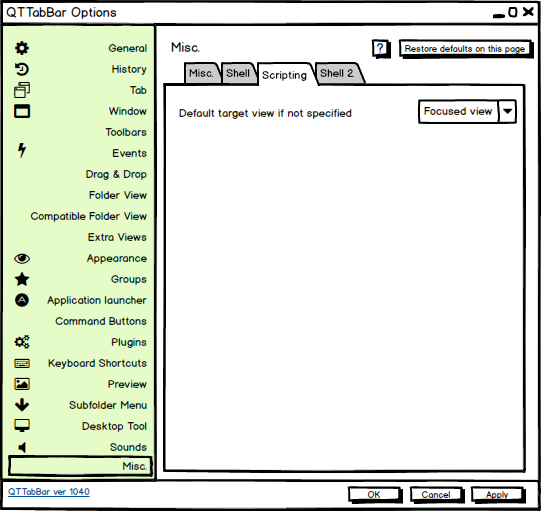 QTTabBar Options
General
History
Tab
Window
Toolbars
Events
Drag & Drop
Folder View
Compatible Folder View
Extra Views
Appearance
Groups
Application launcher
Command Buttons
Plugins
Keyboard Shortcuts
Preview
Subfolder Menu
Desktop Tool
Sounds
Misc.
QTTabBar ver 1040
Misc.
? Restore defaults on this page
Misc. Shell Scripting Shell 2
Default target view if not specified Focused view
OK Cancel Apply